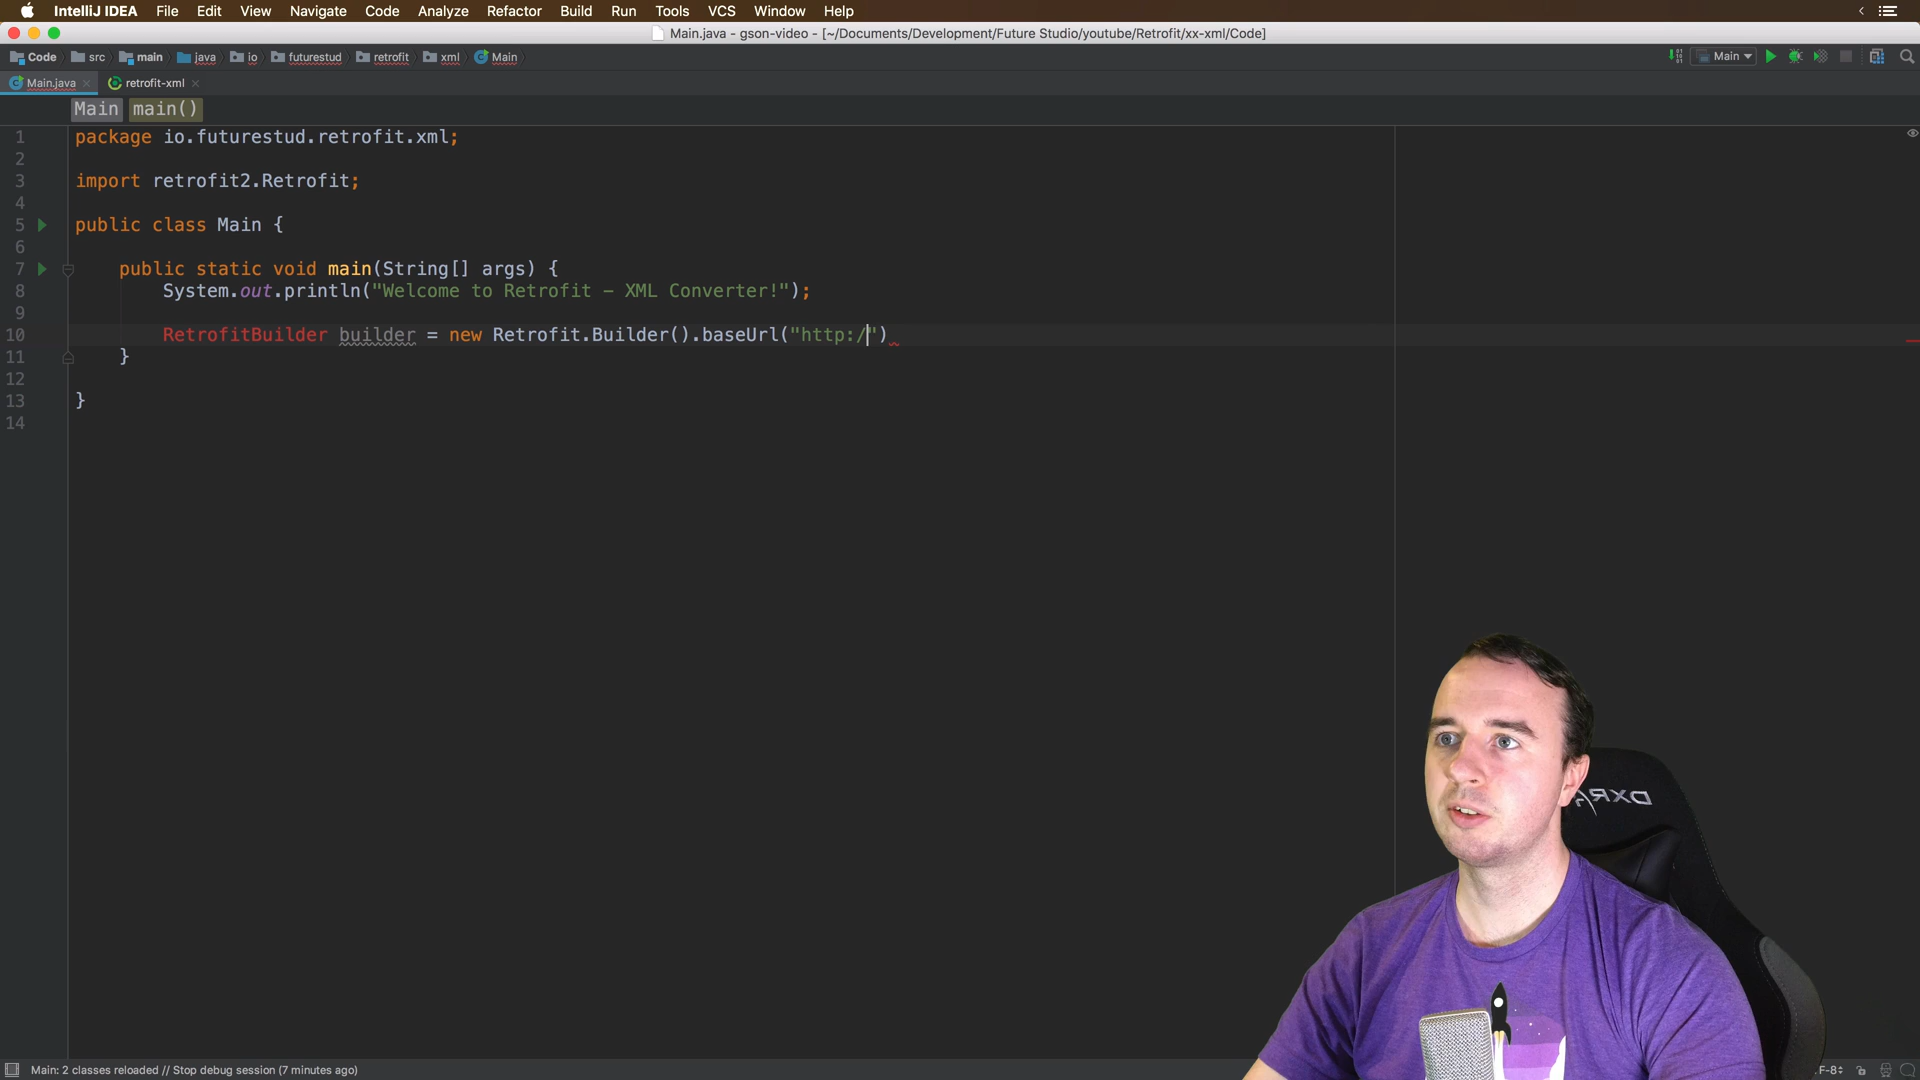 IntelliJ IDEA File Edit View Navigate Code Analyze Refactor Build Run Tools VCS Window Help
Main.java - gson-video - [~/Documents/Development/Future Studio/youtube/Retrofit/xx-xml/Code]
Code src main java io futurestud retrofit xml Main
Main
Main.java retrofit-xml
Main main()
1 package io.futurestud.retrofit.xml;
2
3 import retrofit2.Retrofit;
4
5 public class Main {
6
7 public static void main(String[] args) {
8 System.out.println("Welcome to Retrofit – XML Converter!");
9
10 RetrofitBuilder builder = new Retrofit.Builder().baseUrl("http:/")
11 }
12
13 }
14
DXR
Main: 2 classes reloaded // Stop debug session (7 minutes ago)
F-8